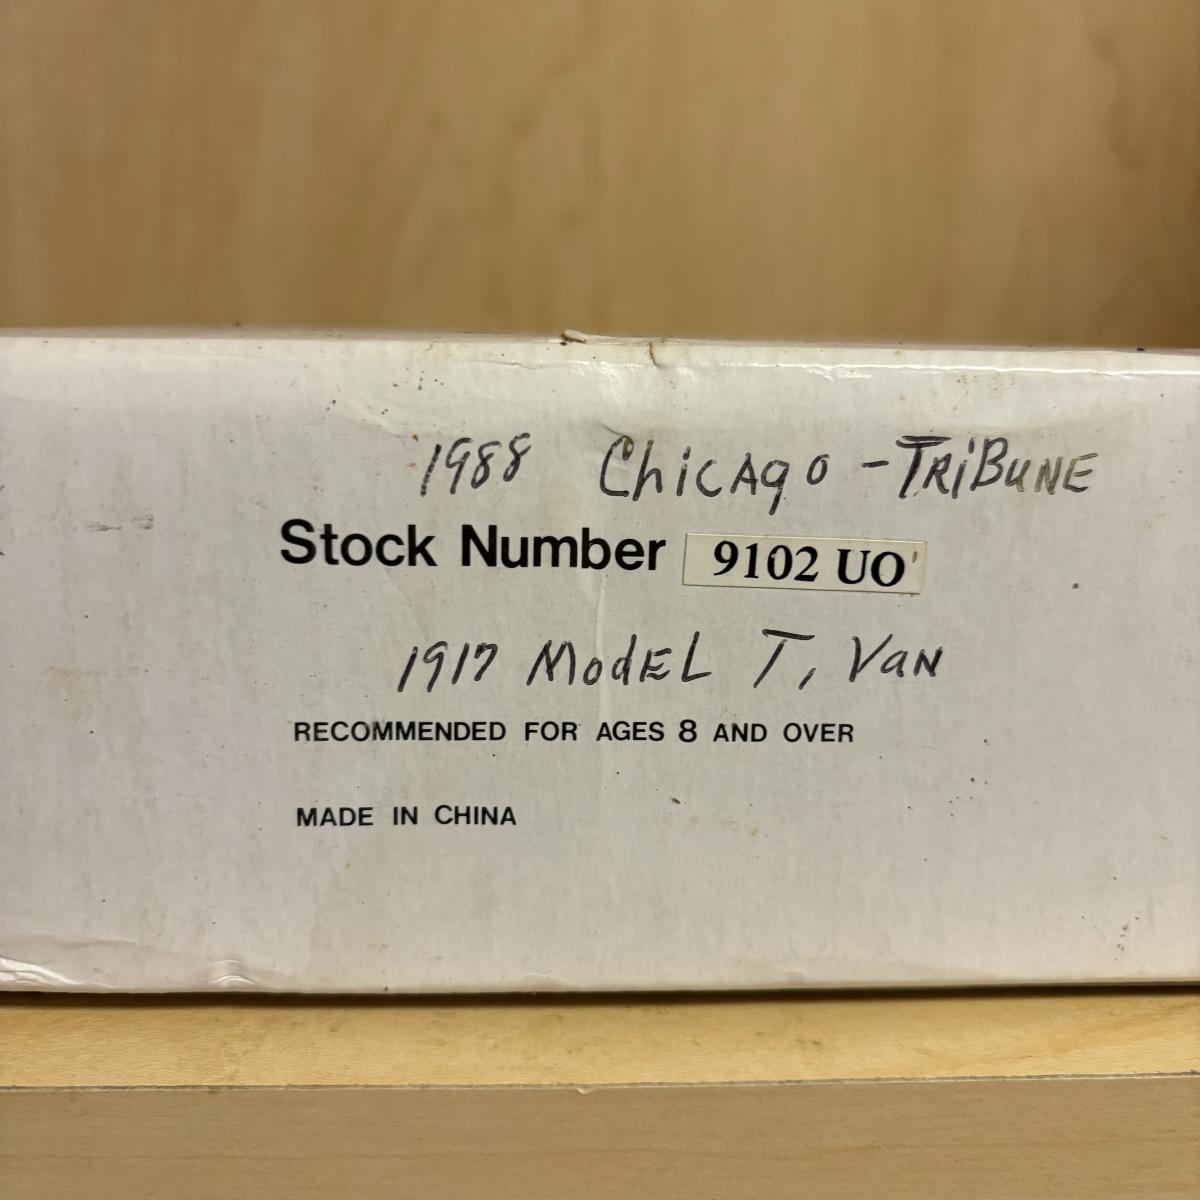 1988 Chicago - TRiBUNE
Stock Number 9102 UO
1917 ModEL T, VaN
RECOMMENDED FOR AGES 8 AND OVER
MADE IN CHINA